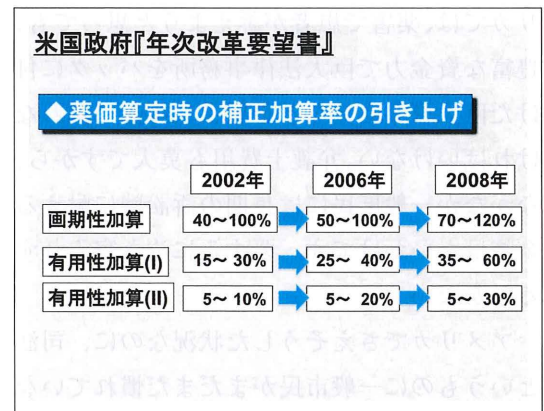 米国政府『年次改革要望書』
◆薬価算定時の補正加算率の引き上げ
2002年 2006年 2008年
画期性加算 40～100% 50～100% 70～120%
有用性加算(I) 15～ 30% 25～ 40% 35～ 60%
有用性加算(II) 5～ 10% 5～ 20% 5～ 30%